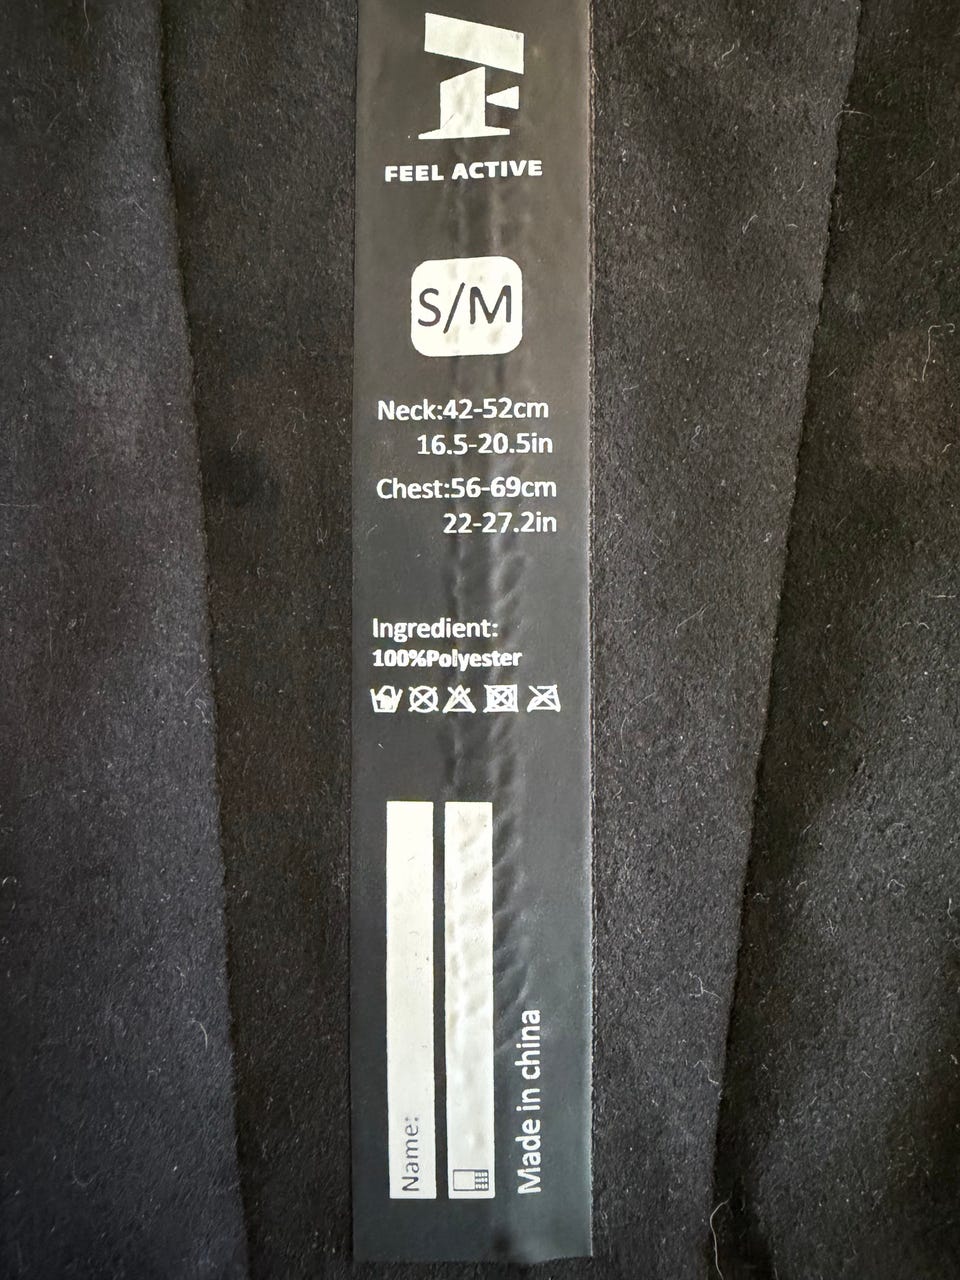 FEEL ACTIVE
S/M
Neck:42-52cm
16.5-20.5in
Chest:56-69cm
22-27.2in
Ingredient:
100%Polyester
Name:
Made in china